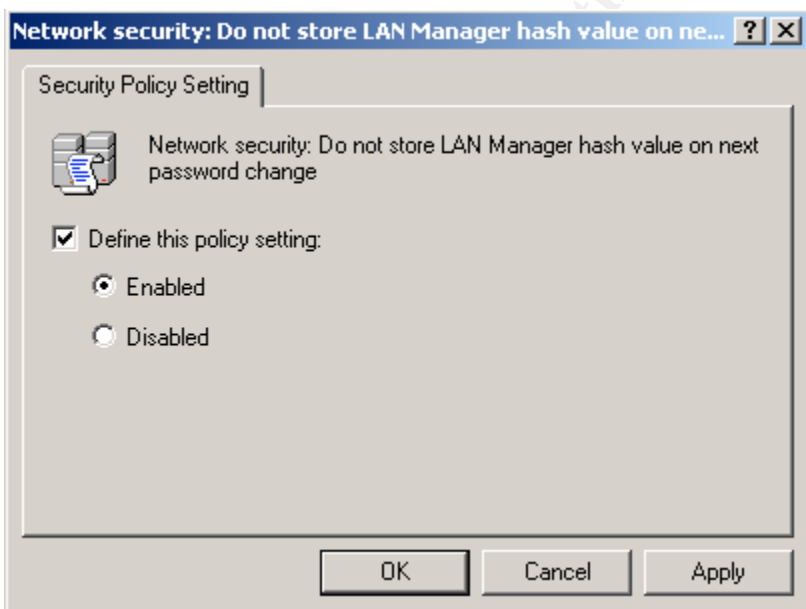 Network security: Do not store LAN Manager hash value on ne...
Security Policy Setting
Network security: Do not store LAN Manager hash value on next
password change
Define this policy setting:
Enabled
Disabled
OK
Cancel
Apply